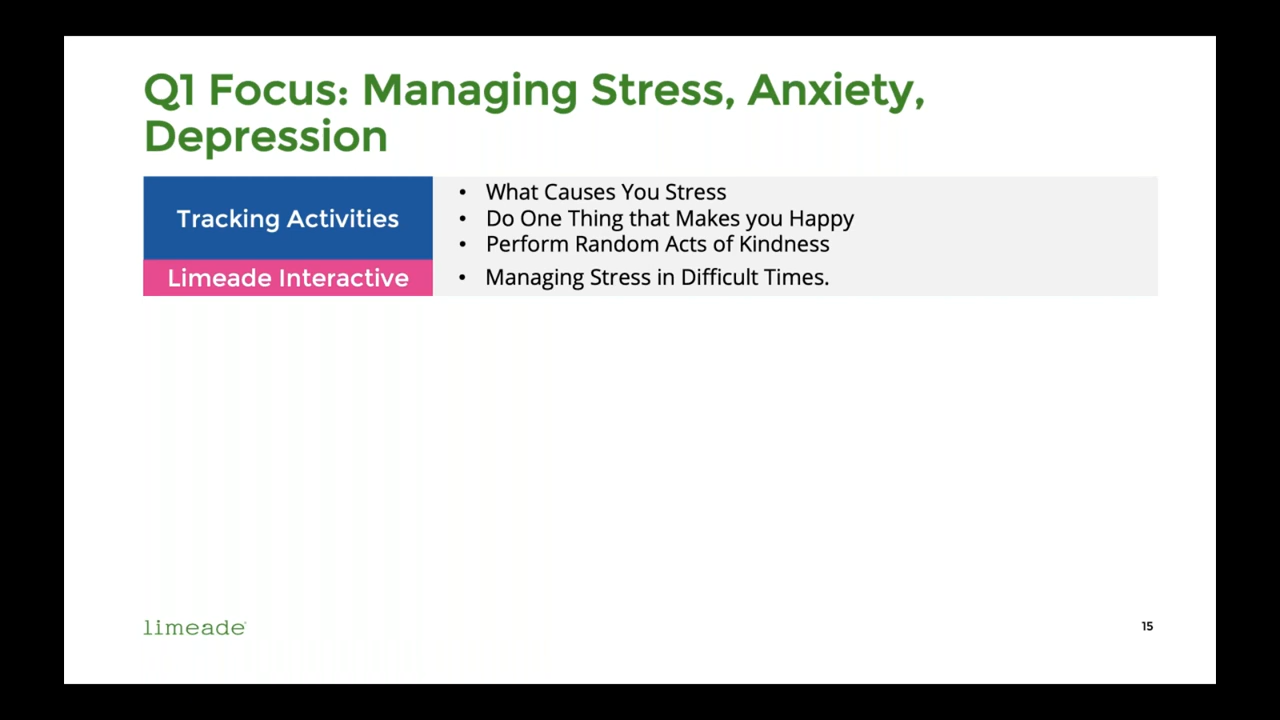 Q1 Focus: Managing Stress, Anxiety,
Depression
Tracking Activities
• What Causes You Stress
• Do One Thing that Makes you Happy
• Perform Random Acts of Kindness
Limeade Interactive
• Managing Stress in Difficult Times.
limeade
15